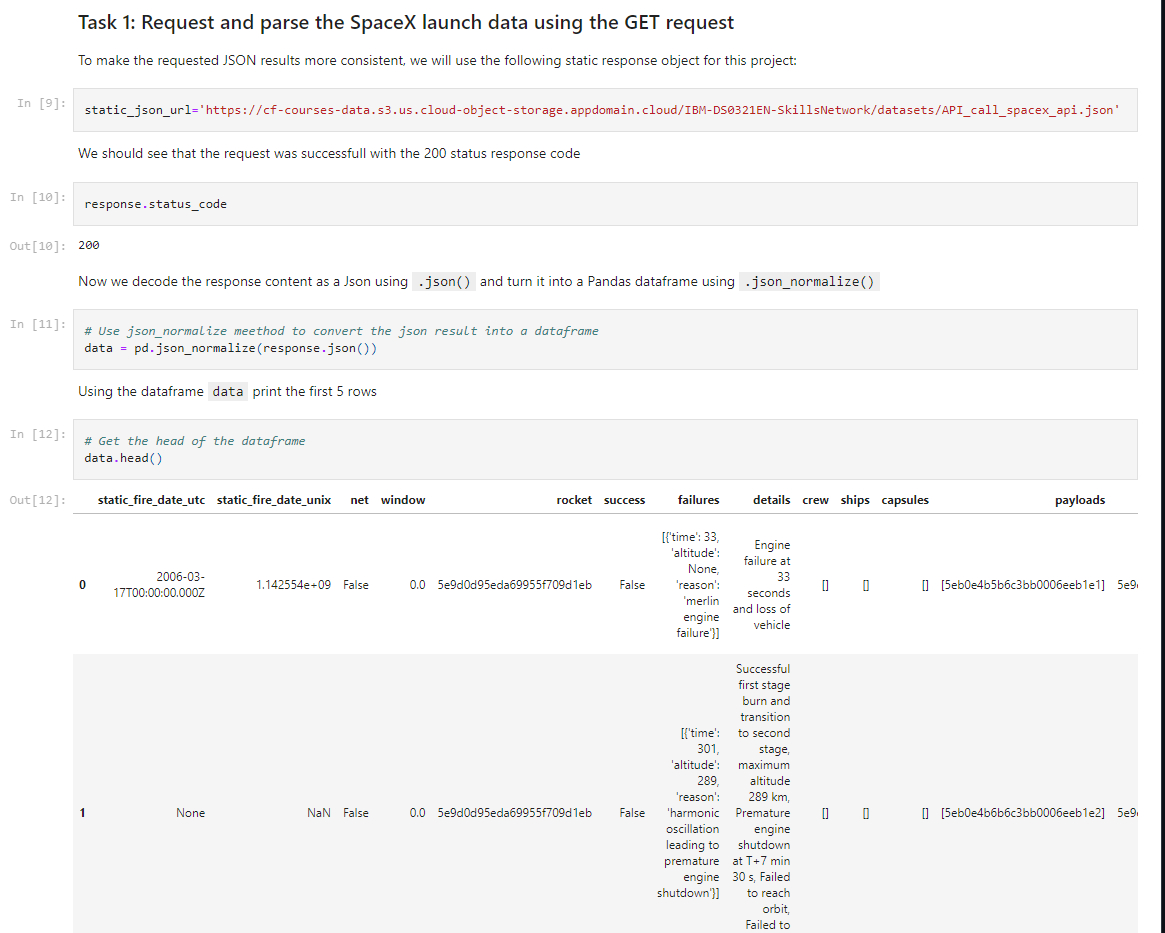 Task 1: Request and parse the SpaceX launch data using the GET request
To make the requested JSON results more consistent, we will use the following static response object for this project:
In [9]: static_json_url='https://cf-courses-data.s3.us.cloud-object-storage.appdomain.cloud/IBM-DS0321EN-SkillsNetwork/datasets/API_call_spacex_api.json'
We should see that the request was successfull with the 200 status response code
In [10]: response.status_code
Out[10]: 200
Now we decode the response content as a Json using .json() and turn it into a Pandas dataframe using .json_normalize()
In [11]: # Use json_normalize meethod to convert the json result into a dataframe
data = pd.json_normalize(response.json())
Using the dataframe data print the first 5 rows
In [12]: # Get the head of the dataframe
data.head()
Out[12]: static_fire_date_utc static_fire_date_unix net window rocket success failures details crew ships capsules payloads
[{'time': 33,
'altitude': Engine
None, failure at
0 2006-03- 1.142554e+09 False 0.0 5e9d0d95eda69955f709d1eb False 'reason': 33 [] [] [] [5eb0e4b5b6c3bb0006eeb1e1] 5e9
17T00:00:00.000Z 'merlin seconds
engine and loss of
failure'}] vehicle
Successful
first stage
burn and
transition
[{'time': to second
301, stage,
'altitude': maximum
289, altitude
'reason': 289 km,
1 None NaN False 0.0 5e9d0d95eda69955f709d1eb False 'harmonic Premature [] [] [] [5eb0e4b6b6c3bb0006eeb1e2] 5e9
oscillation engine
leading to shutdown
premature at T+7 min
engine 30 s, Failed
shutdown'}] to reach
orbit,
Failed to